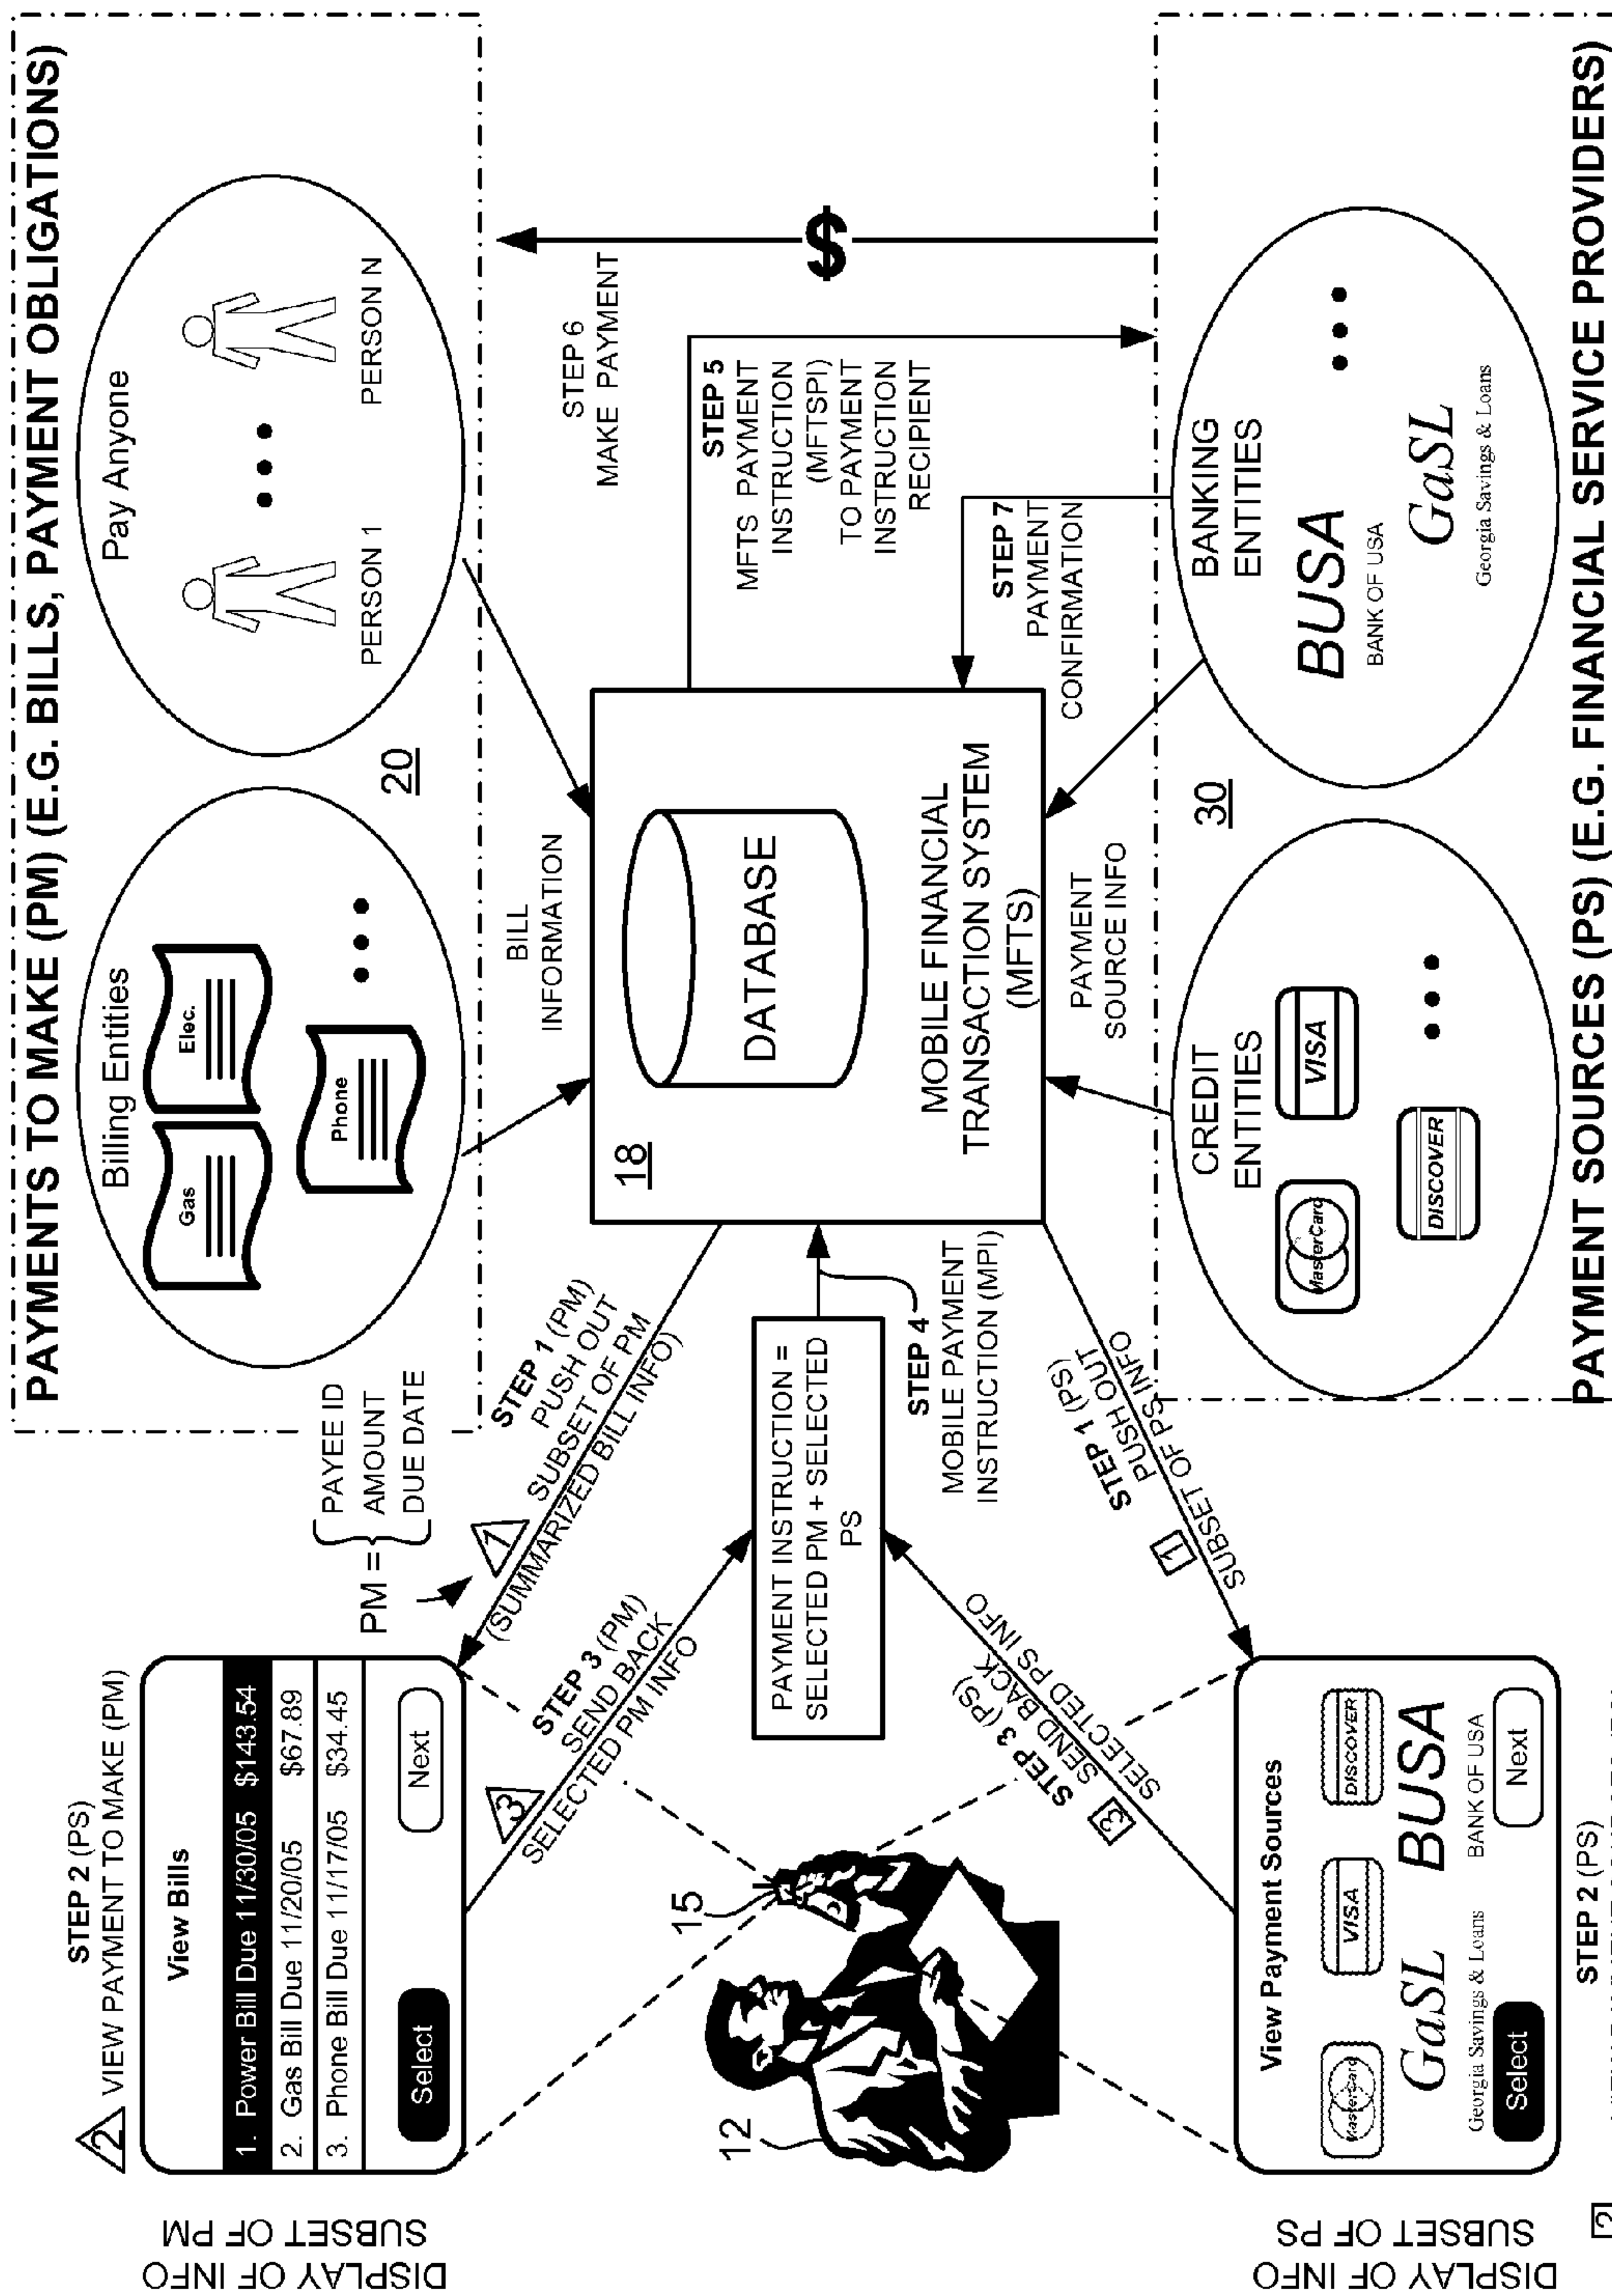 PAYMENTS TO MAKE (PM) (E.G. BILLS, PAYMENT OBLIGATIONS)
STEP 2 (PS)
2 VIEW PAYMENT TO MAKE (PM)
DISPLAY OF INFO
SUBSET OF PM
View Bills
1. Power Bill Due 11/30/05 $143.54
2. Gas Bill Due 11/20/05 $67.89
3. Phone Bill Due 11/17/05 $34.45
Select
Next
PM =
PAYEE ID
AMOUNT
DUE DATE
Billing Entities
Gas
Elec.
Phone
20
Pay Anyone
PERSON 1
PERSON N
1
STEP 1 (PM)
PUSH OUT
SUBSET OF PM
(SUMMARIZED BILL INFO)
3
STEP 3 (PM)
SEND BACK
SELECTED PM INFO
BILL
INFORMATION
STEP 6
MAKE PAYMENT
$
12
15
PAYMENT INSTRUCTION =
SELECTED PM + SELECTED
PS
STEP 4
MOBILE PAYMENT
INSTRUCTION (MPI)
18
DATABASE
MOBILE FINANCIAL
TRANSACTION SYSTEM
(MFTS)
STEP 5
MFTS PAYMENT
INSTRUCTION
(MFTSPI)
TO PAYMENT
INSTRUCTION
RECIPIENT
STEP 7
PAYMENT
CONFIRMATION
3
STEP 3 (PS)
SEND BACK
SELECTED PS INFO
1
STEP 1 (PS)
PUSH OUT
SUBSET OF PS INFO
PAYMENT
SOURCE INFO
DISPLAY OF INFO
SUBSET OF PS
View Payment Sources
MasterCard
VISA
DISCOVER
GaSL
Georgia Savings & Loans
BUSA
BANK OF USA
Select
Next
CREDIT
ENTITIES
MasterCard
VISA
DISCOVER
30
BANKING
ENTITIES
BUSA
BANK OF USA
GaSL
Georgia Savings & Loans
STEP 2 (PS)
PAYMENT SOURCES (PS) (E.G. FINANCIAL SERVICE PROVIDERS)